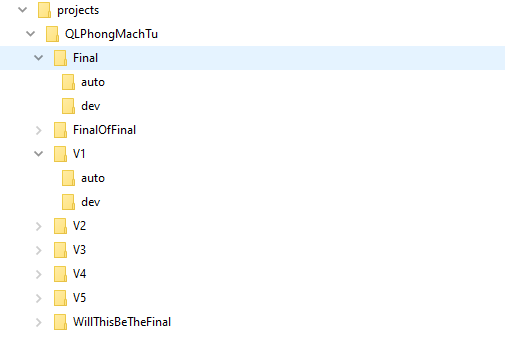 projects
QLPhongMachTu
Final
auto
dev
FinalOfFinal
V1
auto
dev
V2
V3
V4
V5
WillThisBeTheFinal